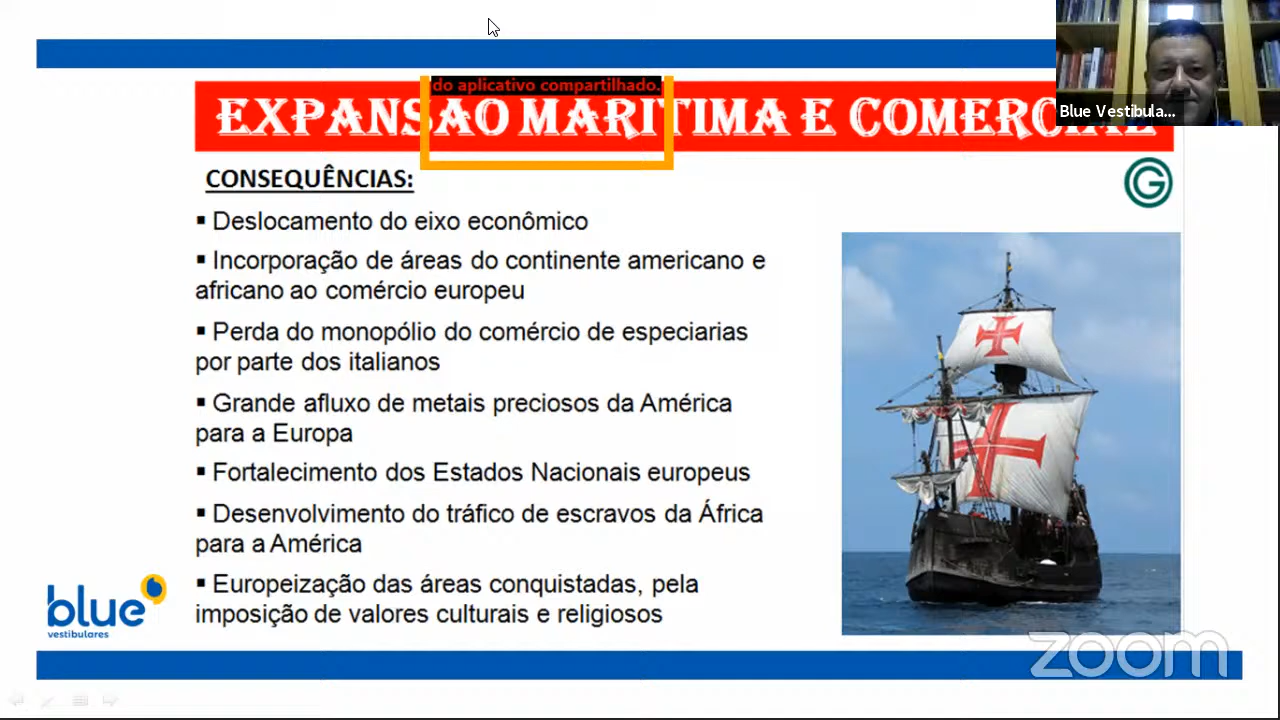 do aplicativo compartilhado.
EXPANSAO MARITIMA E COMERCIAL
Blue Vestibula...
CONSEQUÊNCIAS:
G
▪ Deslocamento do eixo econômico
▪ Incorporação de áreas do continente americano e
africano ao comércio europeu
▪ Perda do monopólio do comércio de especiarias
por parte dos italianos
▪ Grande afluxo de metais preciosos da América
para a Europa
▪ Fortalecimento dos Estados Nacionais europeus
▪ Desenvolvimento do tráfico de escravos da África
para a América
▪ Europeização das áreas conquistadas, pela
imposição de valores culturais e religiosos
blue
vestibulares
zoom